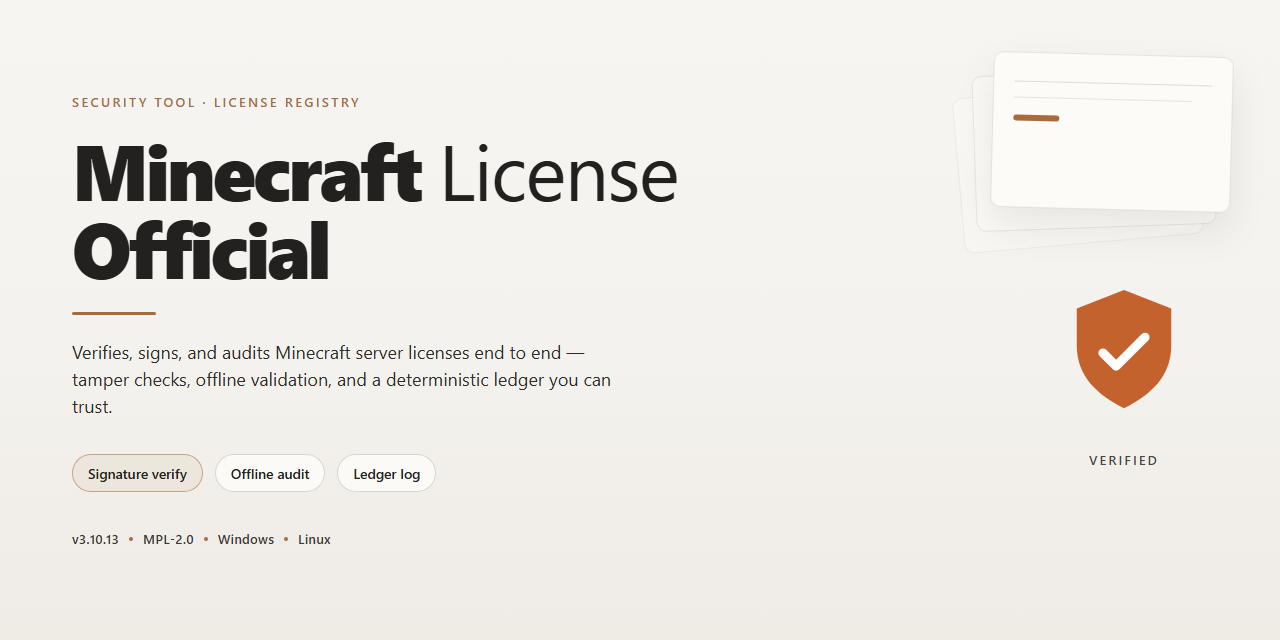 SECURITY TOOL · LICENSE REGISTRY
Minecraft License
Official
Verifies, signs, and audits Minecraft server licenses end to end —
tamper checks, offline validation, and a deterministic ledger you can
trust.
Signature verify
Offline audit
Ledger log
v3.10.13 • MPL-2.0 • Windows • Linux
VERIFIED